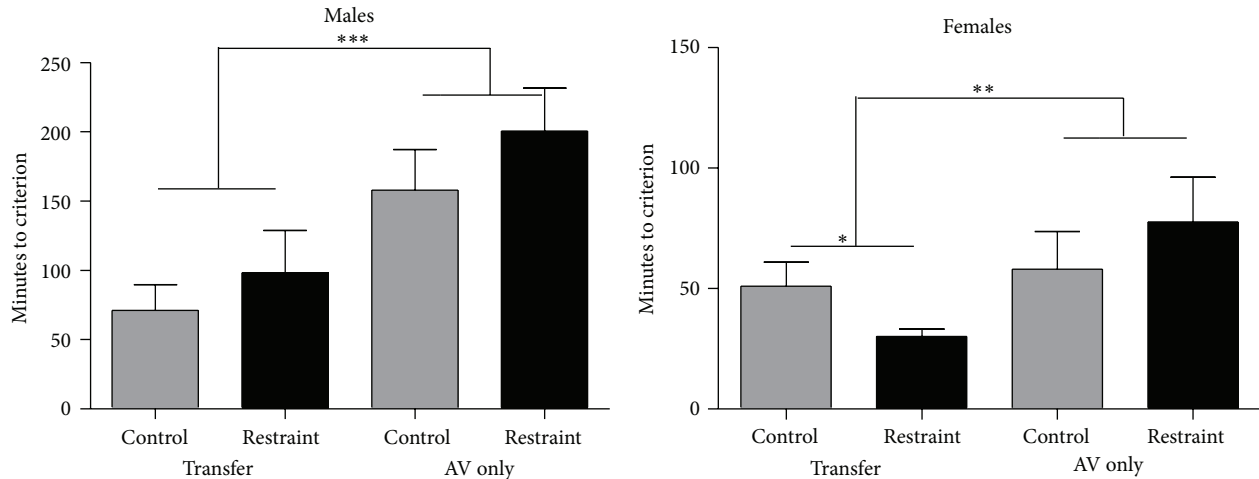 Males
***
250
200
150
100
50
0
Minutes to criterion
Control Restraint Control Restraint
Transfer AV only
Females
**
*
150
100
50
0
Minutes to criterion
Control Restraint Control Restraint
Transfer AV only